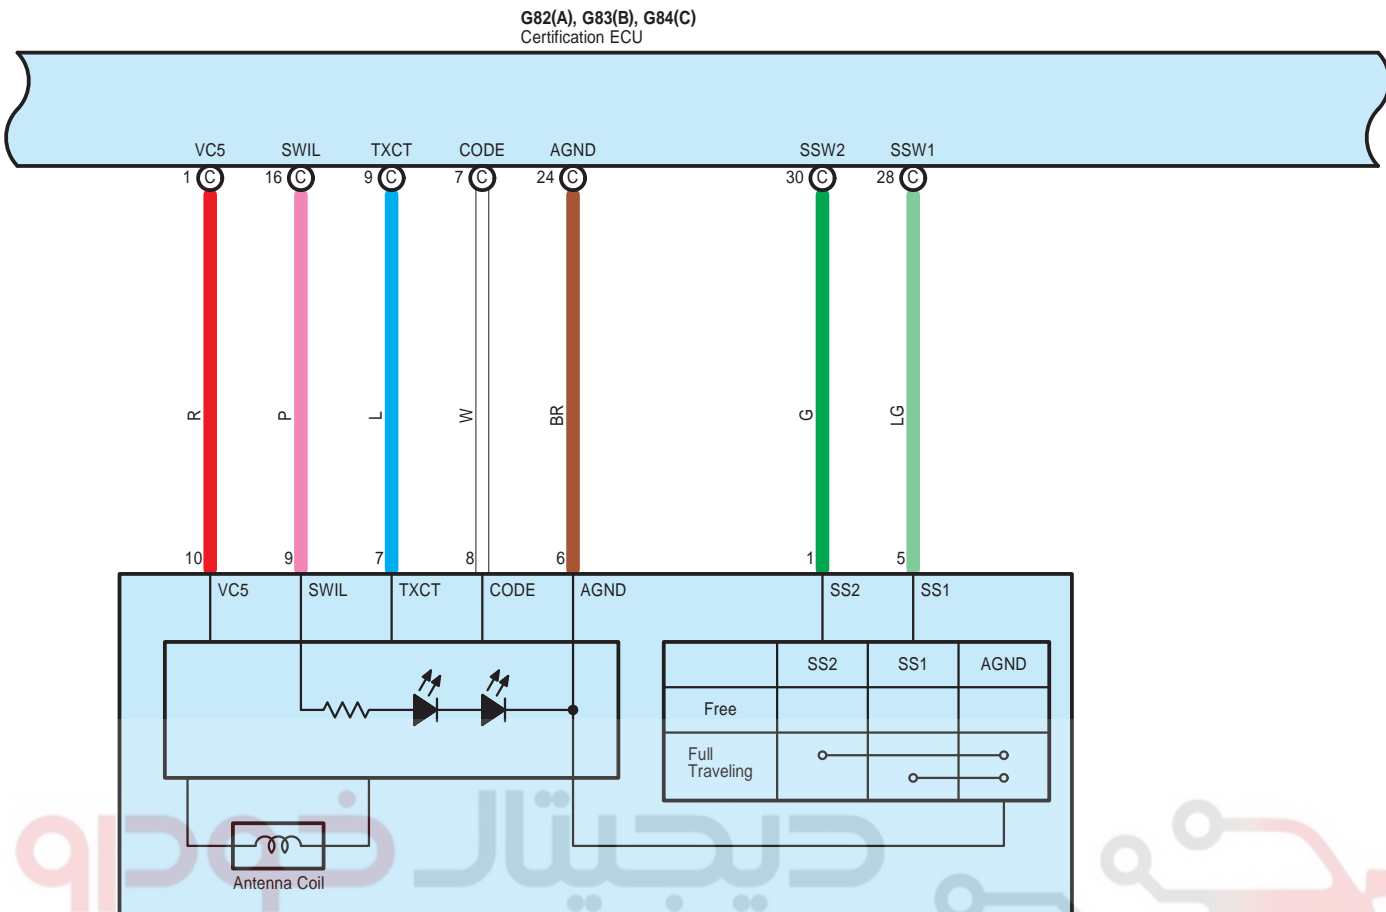 G82(A), G83(B), G84(C)
Certification ECU
VC5 SWIL TXCT CODE AGND SSW2 SSW1
1 C 16 C 9 C 7 C 24 C 30 C 28 C
R P L W BR G LG
10 9 7 8 6 1 5
VC5 SWIL TXCT CODE AGND SS2 SS1
SS2 SS1 AGND
Free
Full
Traveling
دیجیتال خودرو
Antenna Coil